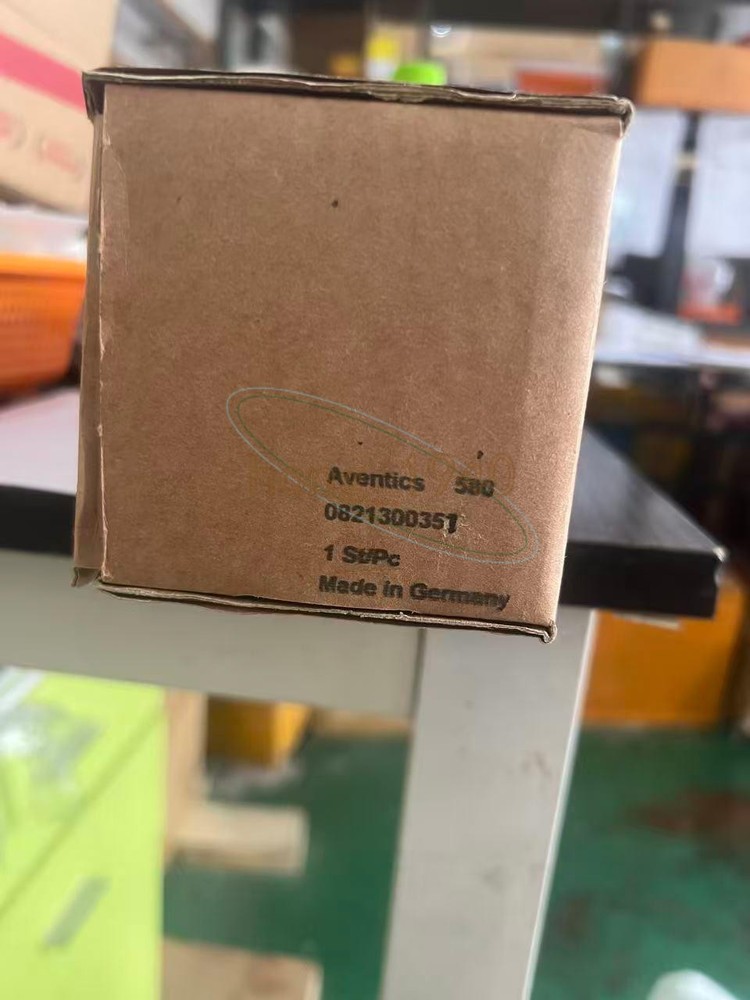 Aventics 580
0821300351
1 St/Pc
Made in Germany